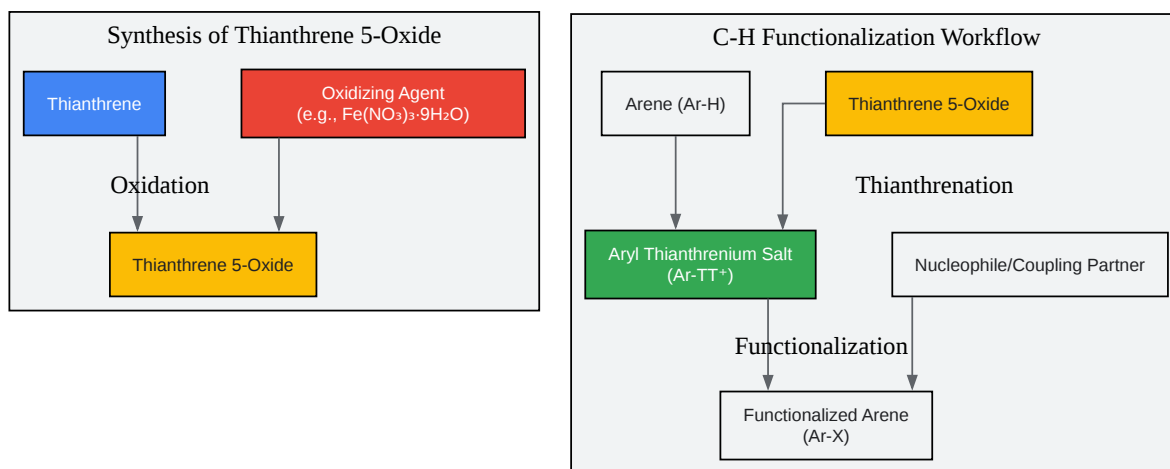 Synthesis of Thianthrene 5-Oxide
Thianthrene
Oxidizing Agent
(e.g., Fe(NO₃)₃·9H₂O)
Oxidation
Thianthrene 5-Oxide
C-H Functionalization Workflow
Arene (Ar-H)
Thianthrene 5-Oxide
Thianthrenation
Aryl Thianthrenium Salt
(Ar-TT⁺)
Nucleophile/Coupling Partner
Functionalization
Functionalized Arene
(Ar-X)